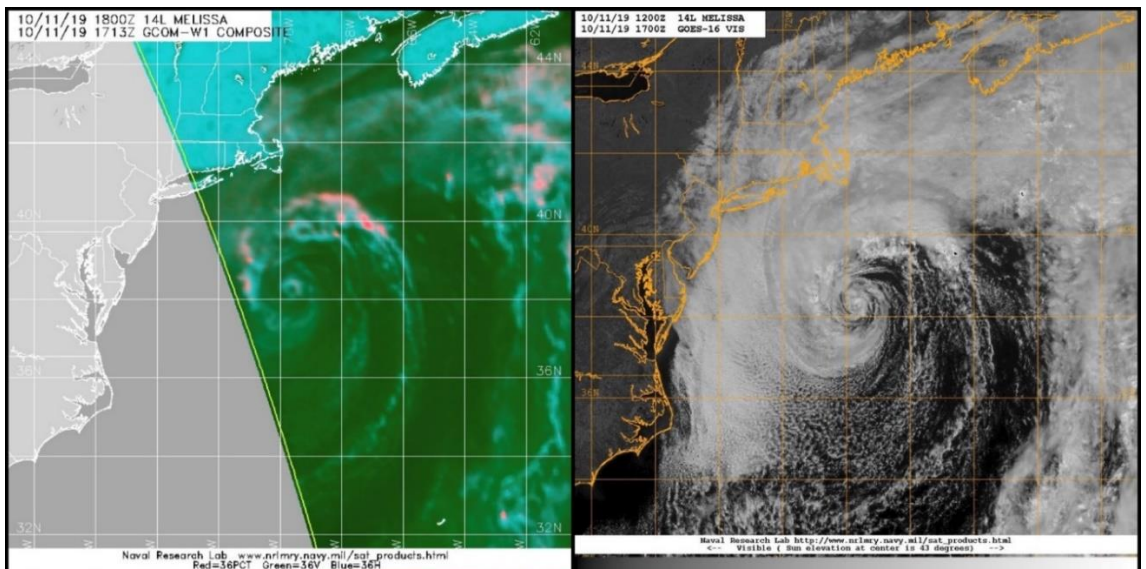 10/11/19 1800Z 14L MELISSA
10/11/19 1713Z GCOM-W1 COMPOSITE
44N
40N
36N
32N
62W
Naval Research Lab www.nrlmry.navy.mil/sat_products.html
Red=36PCT Green=36V Blue=36H
10/11/19 1200Z 14L MELISSA
10/11/19 1700Z GOES-16 VIS
Naval Research Lab http://www.nrlmry.navy.mil/sat_products.html
<-- Visible ( Sun elevation at center is 43 degrees) -->